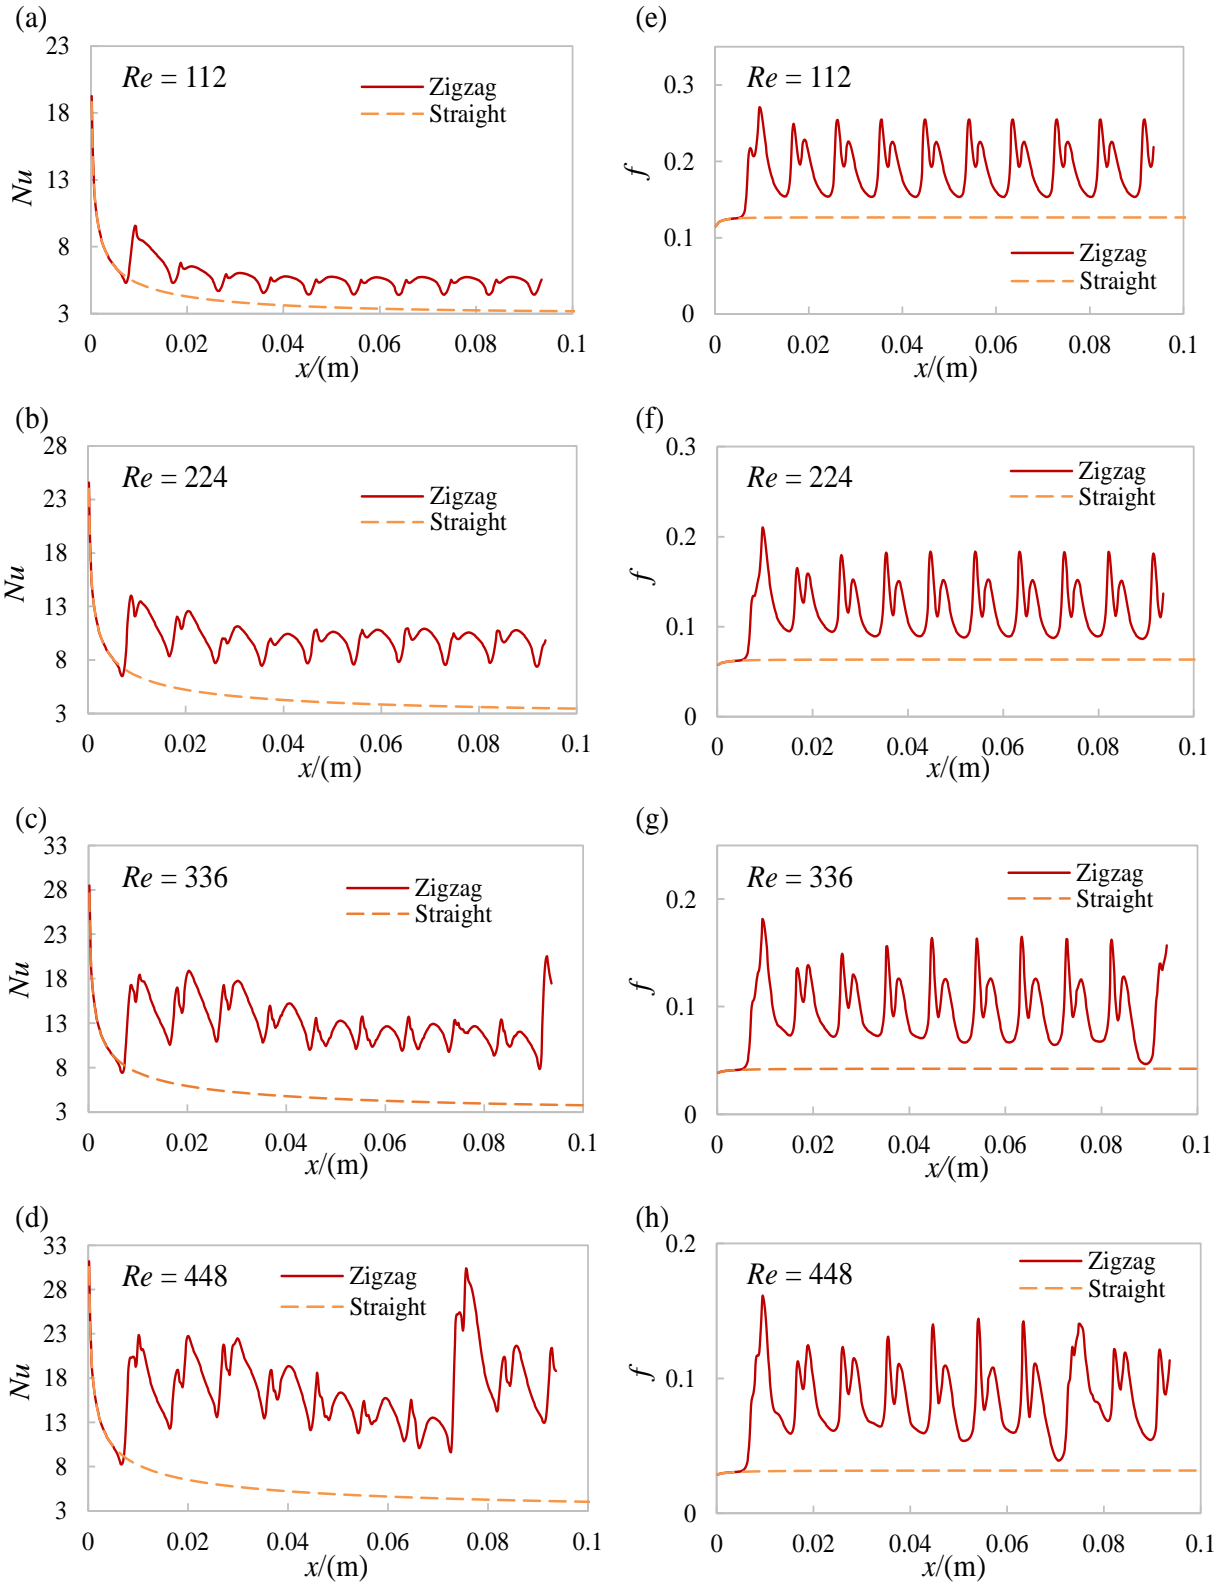 (a)
23
18
13
8
3
Nu
Re = 112
Zigzag
Straight
0 0.02 0.04 0.06 0.08 0.1
x/(m)
(e)
0.3
0.2
0.1
0
f
Re = 112
Zigzag
Straight
0 0.02 0.04 0.06 0.08 0.1
x/(m)
(b)
28
23
18
13
8
3
Nu
Re = 224
Zigzag
Straight
0 0.02 0.04 0.06 0.08 0.1
x/(m)
(f)
0.3
0.2
0.1
0
f
Re = 224
Zigzag
Straight
0 0.02 0.04 0.06 0.08 0.1
x/(m)
(c)
33
28
23
18
13
8
3
Nu
Re = 336
Zigzag
Straight
0 0.02 0.04 0.06 0.08 0.1
x/(m)
(g)
0.2
0.1
0
f
Re = 336
Zigzag
Straight
0 0.02 0.04 0.06 0.08 0.1
x/(m)
(d)
33
28
23
18
13
8
3
Nu
Re = 448
Zigzag
Straight
0 0.02 0.04 0.06 0.08 0.1
x/(m)
(h)
0.2
0.1
0
f
Re = 448
Zigzag
Straight
0 0.02 0.04 0.06 0.08 0.1
x/(m)